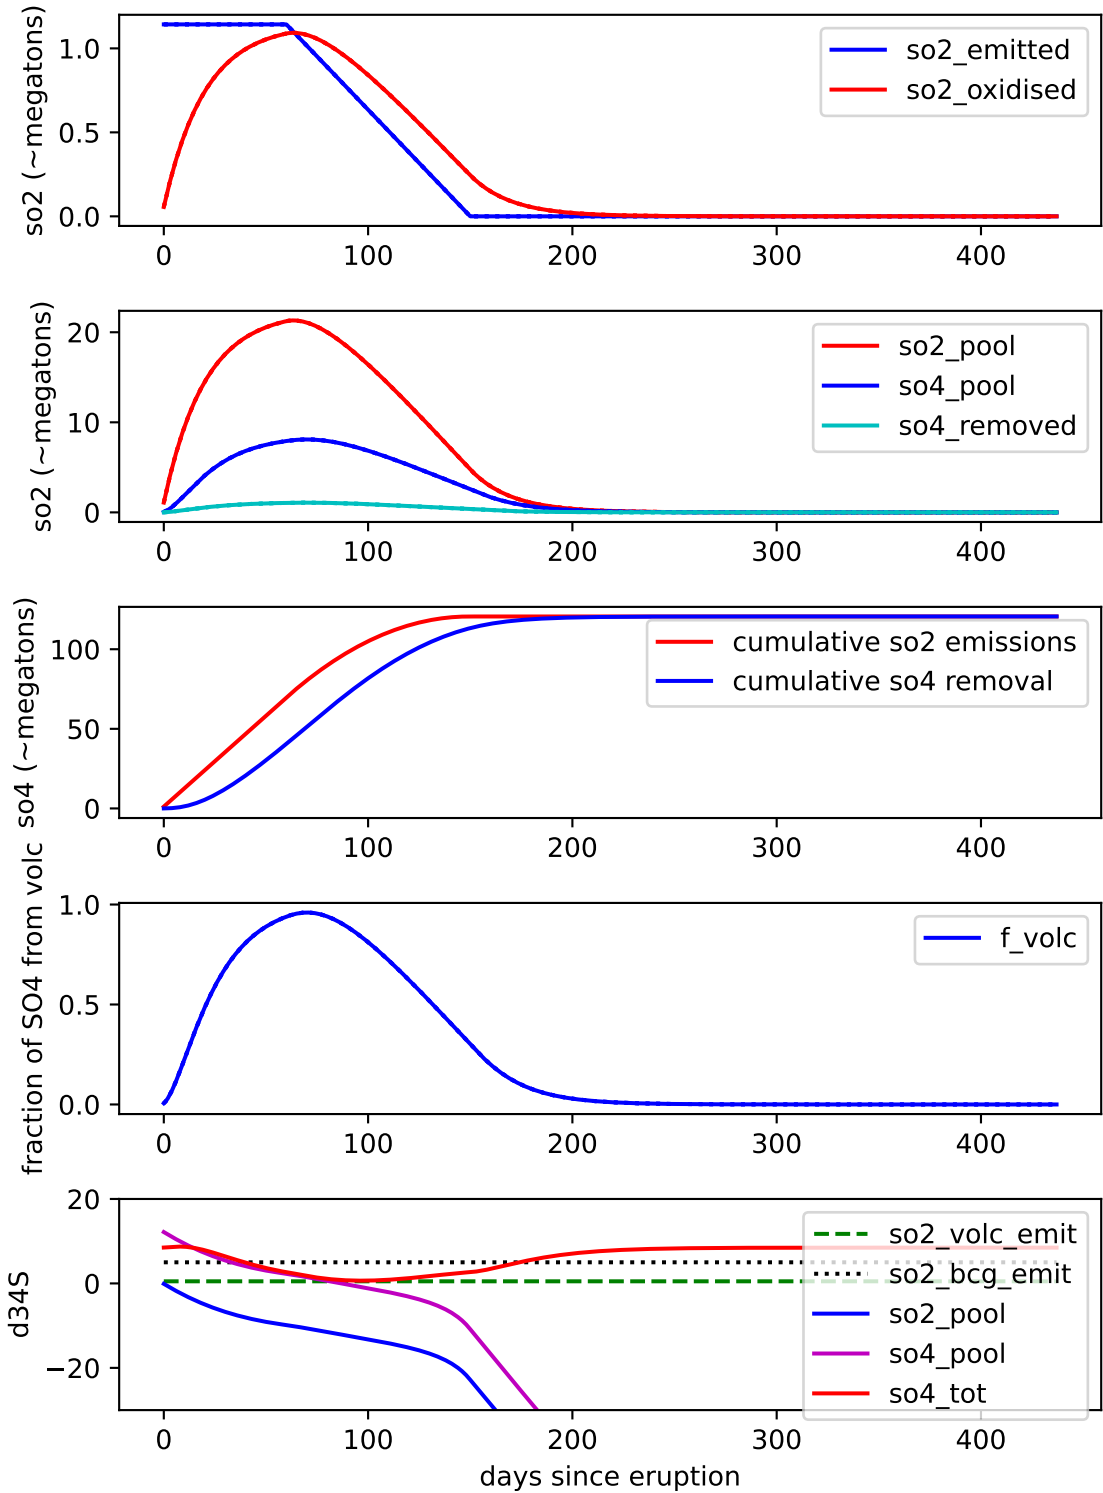 so2 (~megatons)
1.0
0.5
0.0
so2_emitted
so2_oxidised
0 100 200 300 400
so2 (~megatons)
20
10
0
so2_pool
so4_pool
so4_removed
0 100 200 300 400
so4 (~megatons)
100
50
0
cumulative so2 emissions
cumulative so4 removal
0 100 200 300 400
fraction of SO4 from volc
1.0
0.5
0.0
f_volc
0 100 200 300 400
d34S
20
0
−20
so2_volc_emit
so2_bcg_emit
so2_pool
so4_pool
so4_tot
0 100 200 300 400
days since eruption